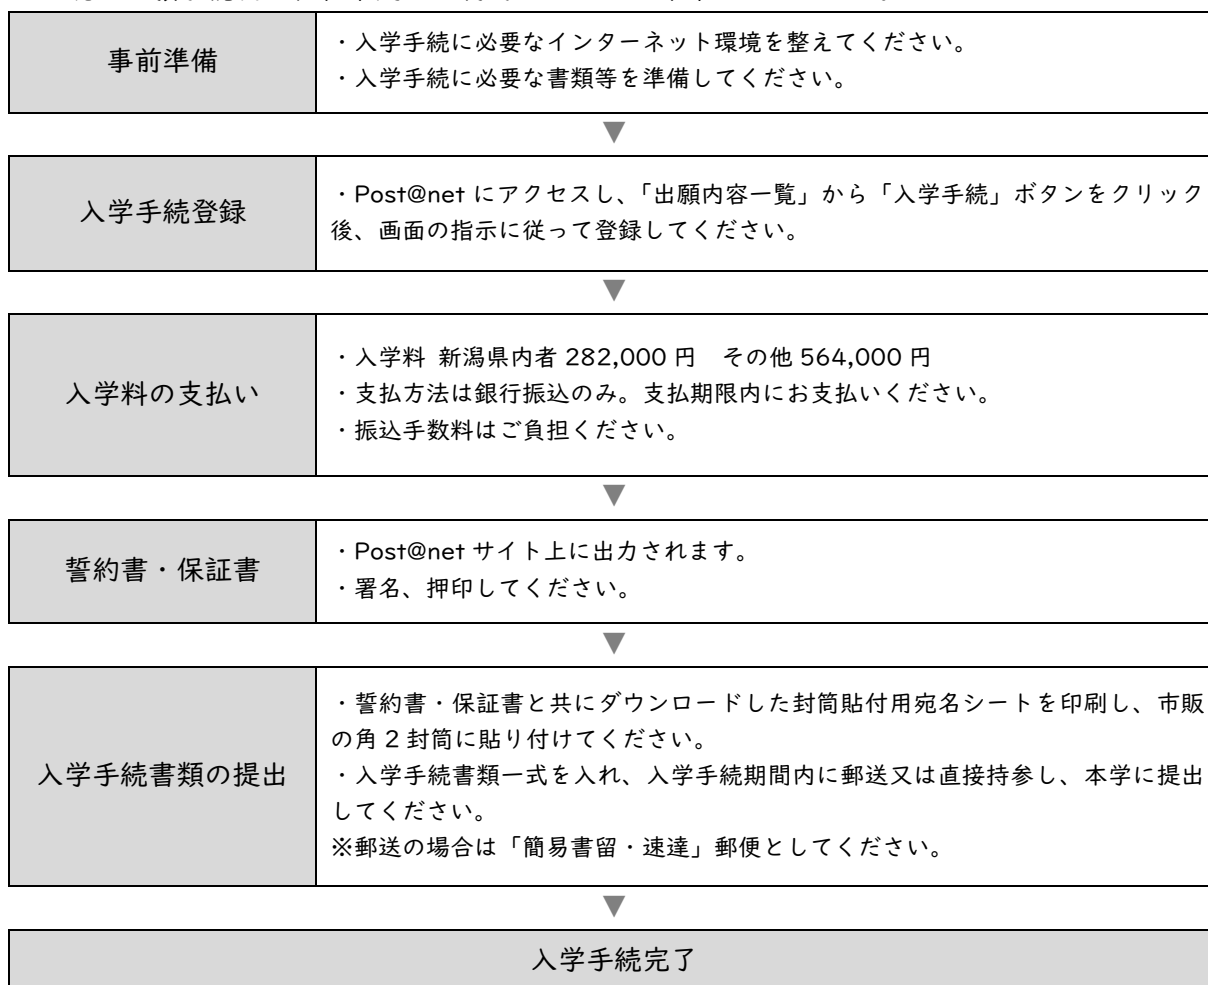 事前準備
・入学手続に必要なインターネット環境を整えてください。
・入学手続に必要な書類等を準備してください。
▼
入学手続登録
・Post@net にアクセスし、「出願内容一覧」から「入学手続」ボタンをクリック
後、画面の指示に従って登録してください。
▼
入学料の支払い
・入学料 新潟県内者 282,000 円　その他 564,000 円
・支払方法は銀行振込のみ。支払期限内にお支払いください。
・振込手数料はご負担ください。
▼
誓約書・保証書
・Post@net サイト上に出力されます。
・署名、押印してください。
▼
入学手続書類の提出
・誓約書・保証書と共にダウンロードした封筒貼付用宛名シートを印刷し、市販
の角 2 封筒に貼り付けてください。
・入学手続書類一式を入れ、入学手続期間内に郵送又は直接持参し、本学に提出
してください。
※郵送の場合は「簡易書留・速達」郵便としてください。
▼
入学手続完了